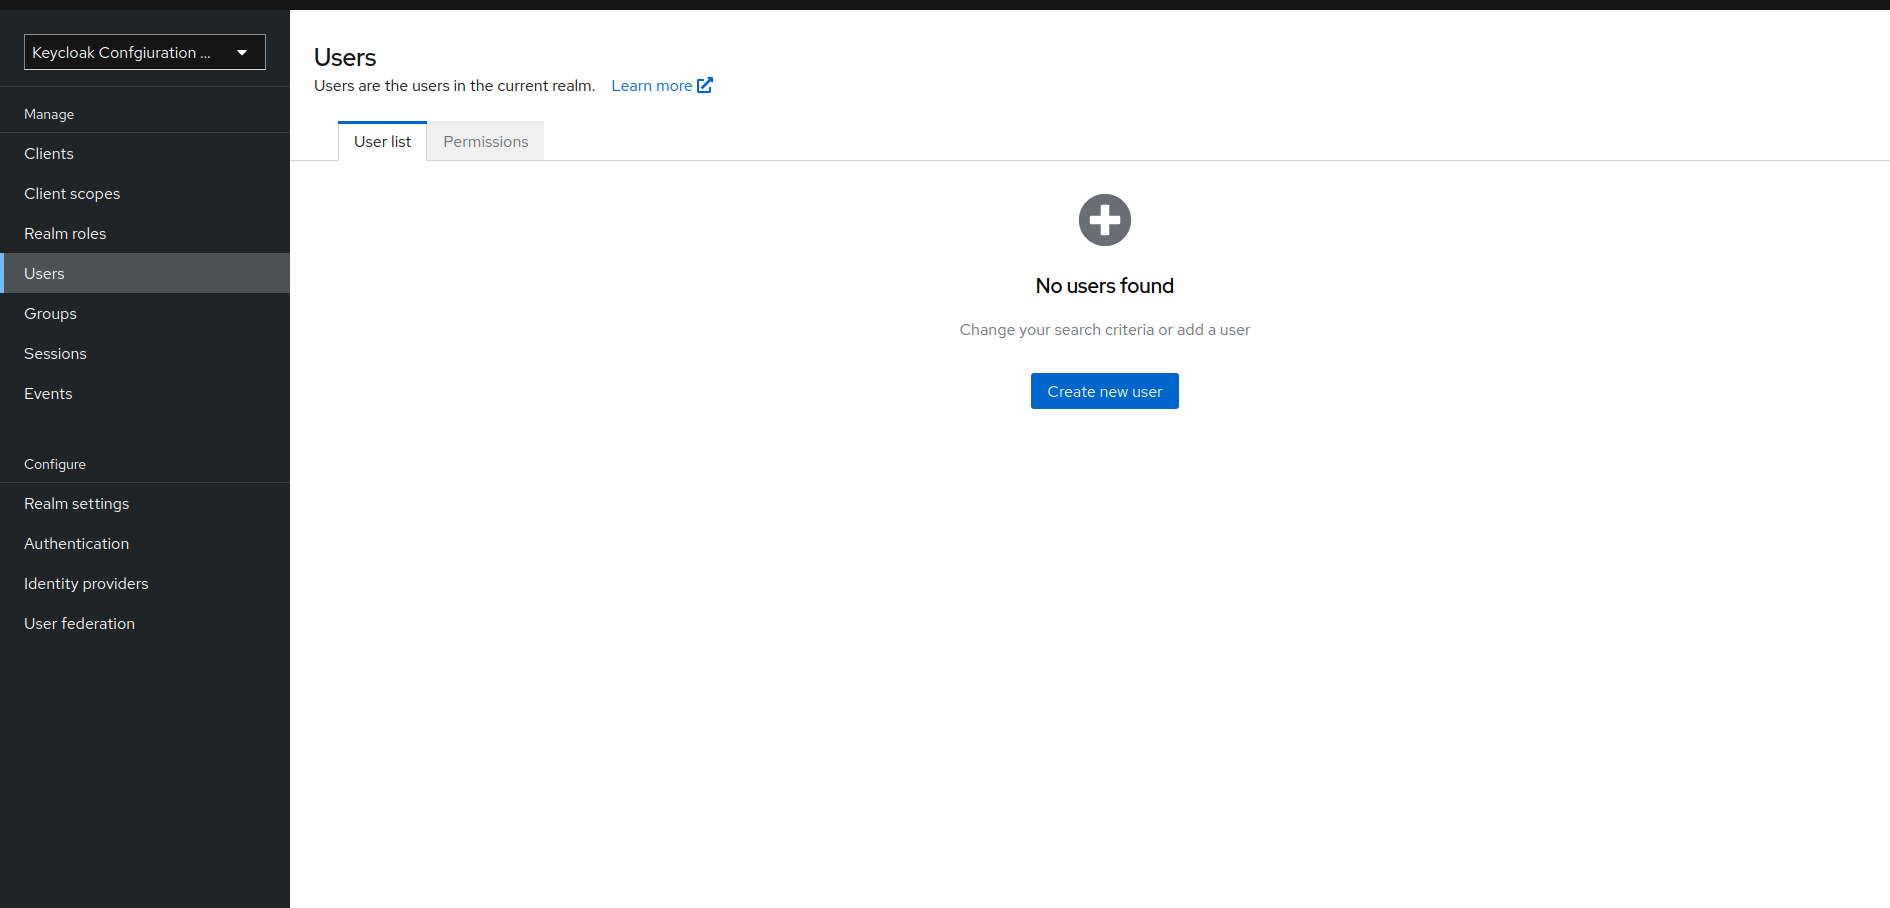 Keycloak Confgiuration ...
Manage
Clients
Client scopes
Realm roles
Users
Groups
Sessions
Events
Configure
Realm settings
Authentication
Identity providers
User federation
Users
Users are the users in the current realm. Learn more
User list Permissions
No users found
Change your search criteria or add a user
Create new user